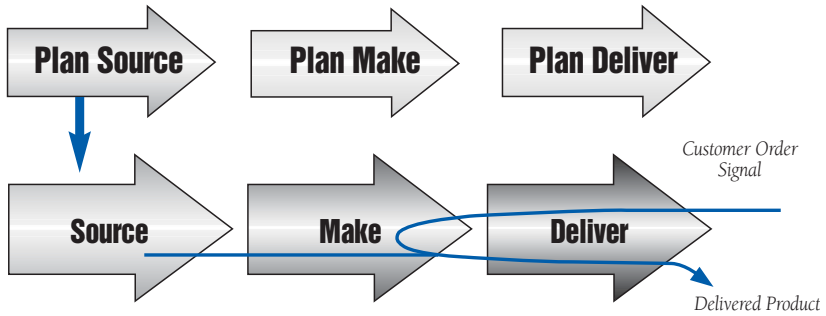 Plan Source
Plan Make
Plan Deliver
Customer Order
Signal
Source
Make
Deliver
Delivered Product